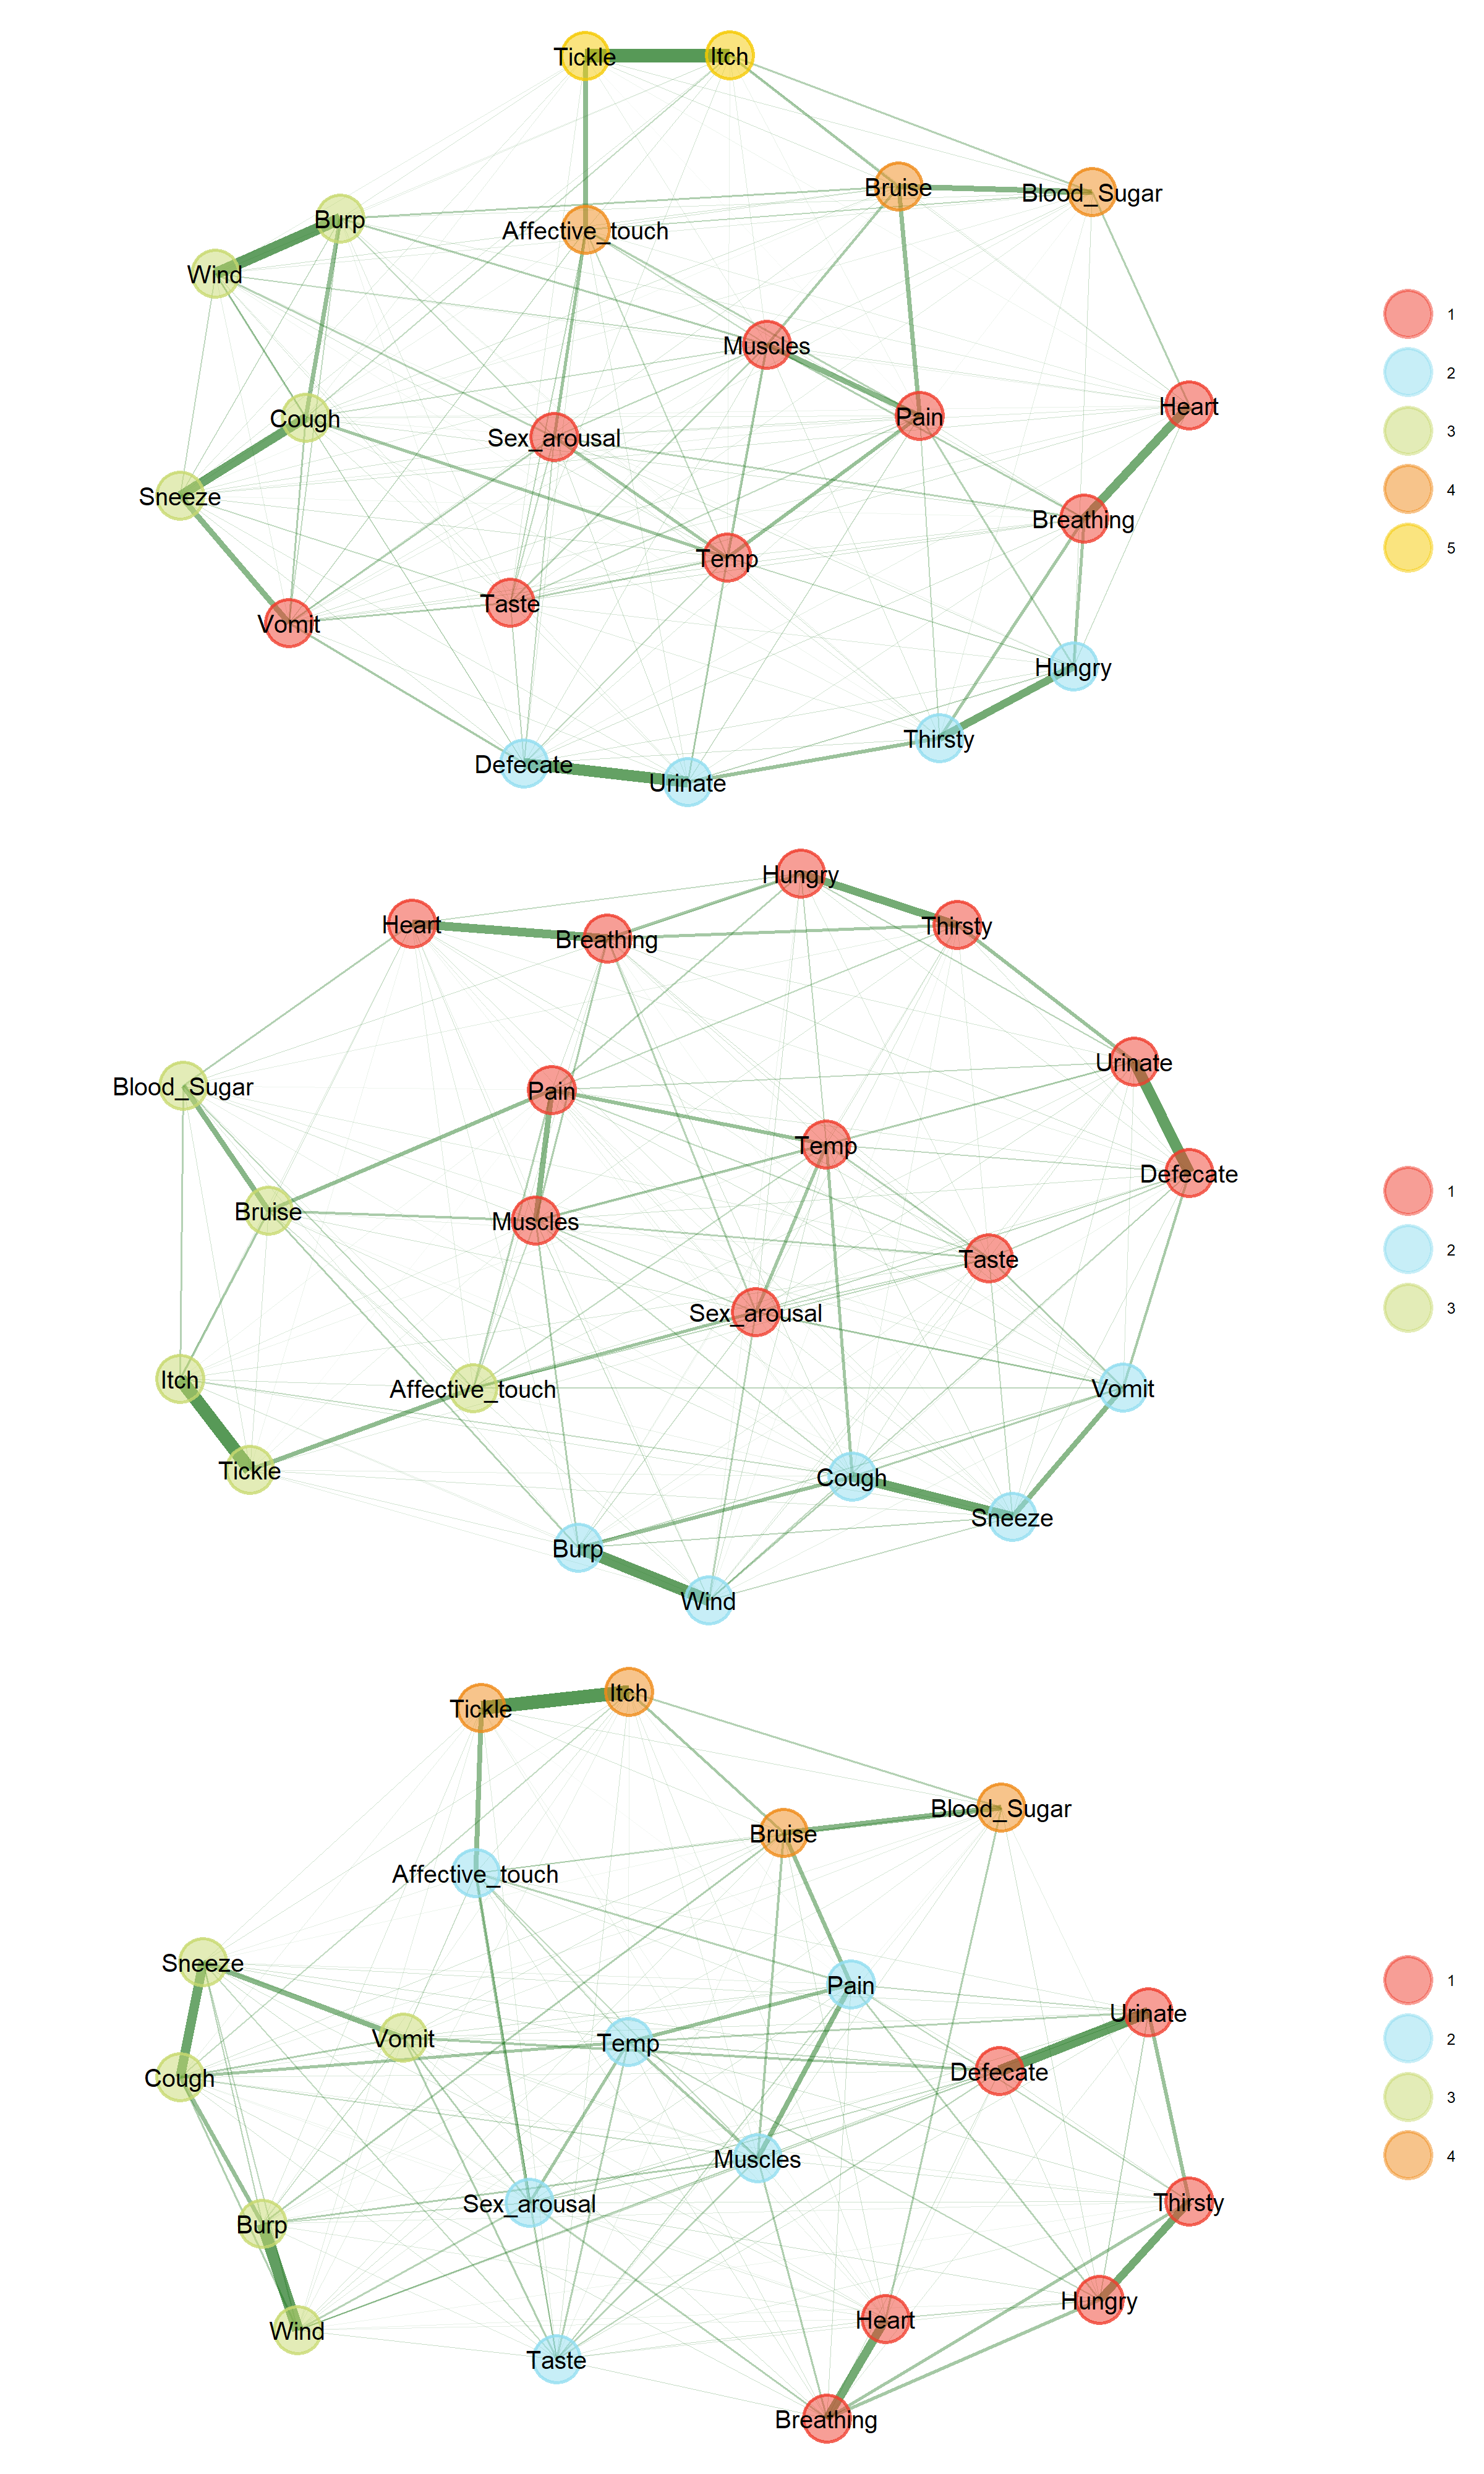 Tickle
Itch
Bruise
Blood_Sugar
Burp
Affective_touch
Wind
Muscles
Heart
Pain
Cough
Sex_arousal
Sneeze
Breathing
Temp
Taste
Vomit
Hungry
Thirsty
Defecate
Urinate
1
2
3
4
5
Hungry
Heart
Breathing
Thirsty
Urinate
Blood_Sugar
Pain
Temp
Defecate
Bruise
Muscles
Taste
Sex_arousal
Itch
Affective_touch
Vomit
Tickle
Cough
Sneeze
Burp
Wind
1
2
3
Tickle
Itch
Blood_Sugar
Bruise
Affective_touch
Sneeze
Pain
Urinate
Vomit
Temp
Defecate
Cough
Muscles
Thirsty
Sex_arousal
Burp
Hungry
Heart
Wind
Taste
Breathing
1
2
3
4